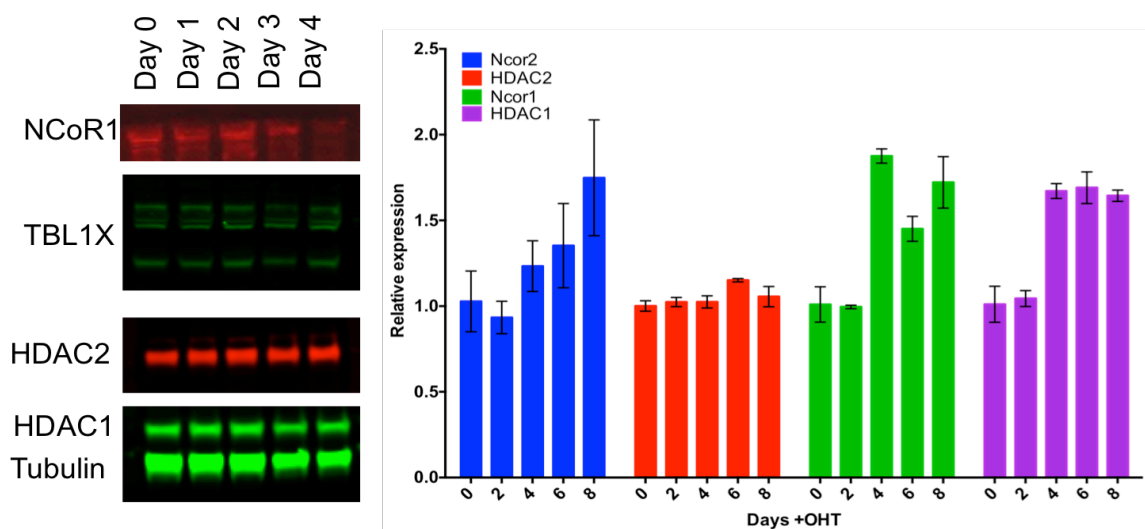 Day 0
Day 1
Day 2
Day 3
Day 4
NCoR1
TBL1X
HDAC2
HDAC1
Tubulin
Ncor2
HDAC2
Ncor1
HDAC1
2.5
2.0
1.5
1.0
0.5
0.0
Relative expression
0 2 4 6 8 0 2 4 6 8 0 2 4 6 8 0 2 4 6 8
Days +OHT